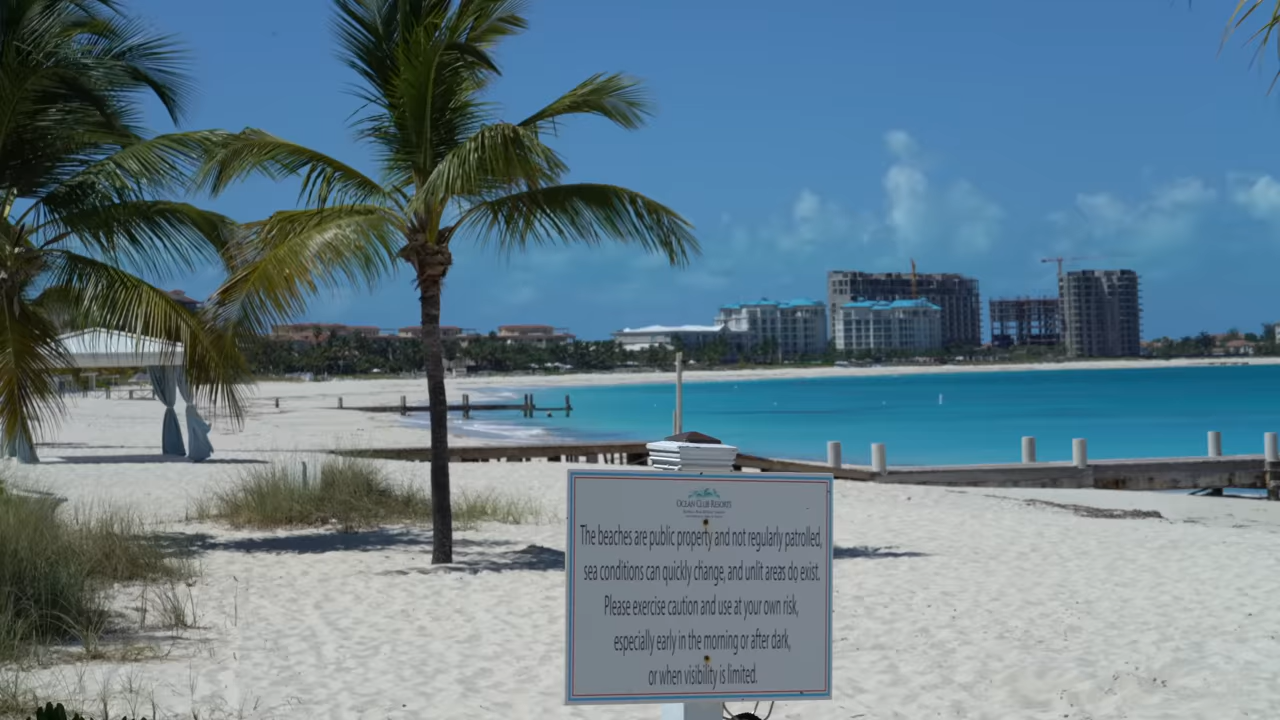 OCEAN CLUB RESORTS
The beaches are public property and not regularly patrolled,
sea conditions can quickly change, and unlit areas do exist.
Please exercise caution and use at your own risk,
especially early in the morning or after dark,
or when visibility is limited.